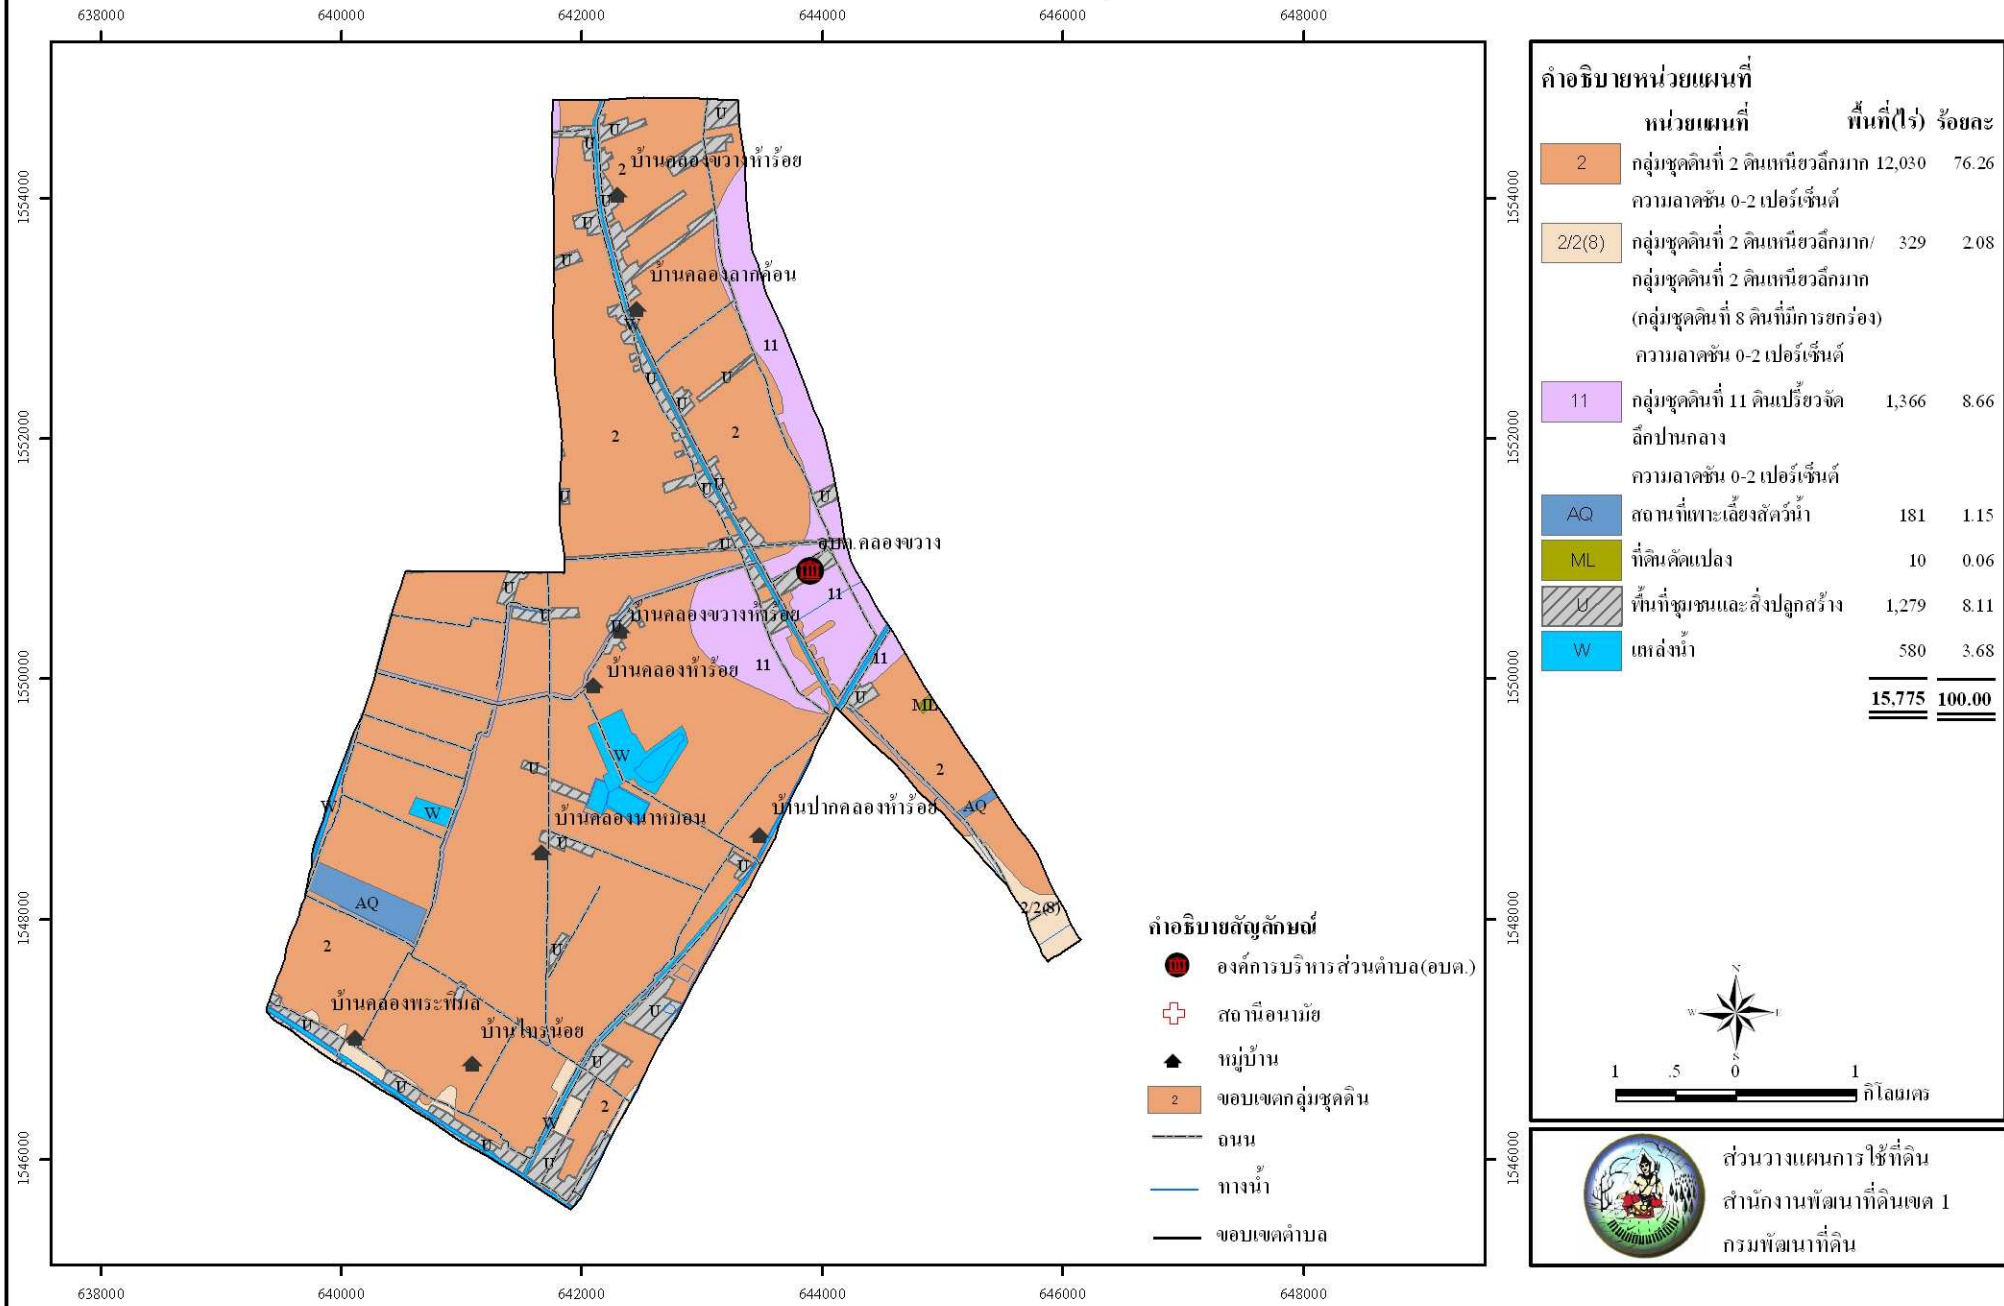 638000 640000 642000 644000 646000 648000
1554000 1554000
1552000 1552000
1550000 1550000
1548000 1548000
1546000 1546000
638000 640000 642000 644000 646000 648000
U
U
U
2
บ้านคลองขวางห้าร้อย
U
U
U
บ้านคลองลากค้อน
W
11
U
U
U
2
2
U
U
U
U
U
อบต.คลองขวาง
11
U
U
บ้านคลองขวางห้าร้อย
U
บ้านคลองห้าร้อย
11
11
U
ML
W
U
2
W
W
บ้านคลองนาหมอน
บ้านปากคลองห้าร้อย
AQ
U
U
AQ
2/2(8)
2
U
บ้านคลองพระพิมล
บ้านไทรน้อย
U
U
U
U
2
W
U
U
คำอธิบายสัญลักษณ์
องค์การบริหารส่วนตำบล(อบต.)
สถานีอนามัย
หมู่บ้าน
2 ขอบเขตกลุ่มชุดดิน
ถนน
ทางน้ำ
ขอบเขตตำบล
คำอธิบายหน่วยแผนที่
หน่วยแผนที่ พื้นที่(ไร่) ร้อยละ
2 กลุ่มชุดดินที่ 2 ดินเหนียวลึกมาก 12,030 76.26
ความลาดชัน 0-2 เปอร์เซ็นต์
2/2(8) กลุ่มชุดดินที่ 2 ดินเหนียวลึกมาก/ 329 2.08
กลุ่มชุดดินที่ 2 ดินเหนียวลึกมาก
(กลุ่มชุดดินที่ 8 ดินที่มีการยกร่อง)
ความลาดชัน 0-2 เปอร์เซ็นต์
11 กลุ่มชุดดินที่ 11 ดินเปรี้ยวจัด 1,366 8.66
ลึกปานกลาง
ความลาดชัน 0-2 เปอร์เซ็นต์
AQ สถานที่เพาะเลี้ยงสัตว์น้ำ 181 1.15
ML ที่ดินดัดแปลง 10 0.06
U พื้นที่ชุมชนและสิ่งปลูกสร้าง 1,279 8.11
W แหล่งน้ำ 580 3.68
15,775 100.00
N
W E
S
1 .5 0 1
กิโลเมตร
ส่วนวางแผนการใช้ที่ดิน
สำนักงานพัฒนาที่ดินเขต 1
กรมพัฒนาที่ดิน